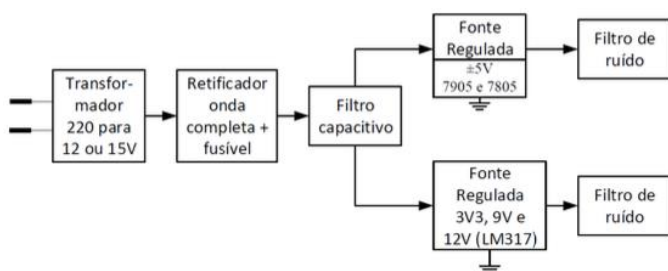 Transfor-
mador
220 para
12 ou 15V
Retificador
onda
completa +
fusível
Filtro
capacitivo
Fonte
Regulada
±5V
7905 e 7805
Filtro de
ruído
Fonte
Regulada
3V3, 9V e
12V (LM317)
Filtro de
ruído